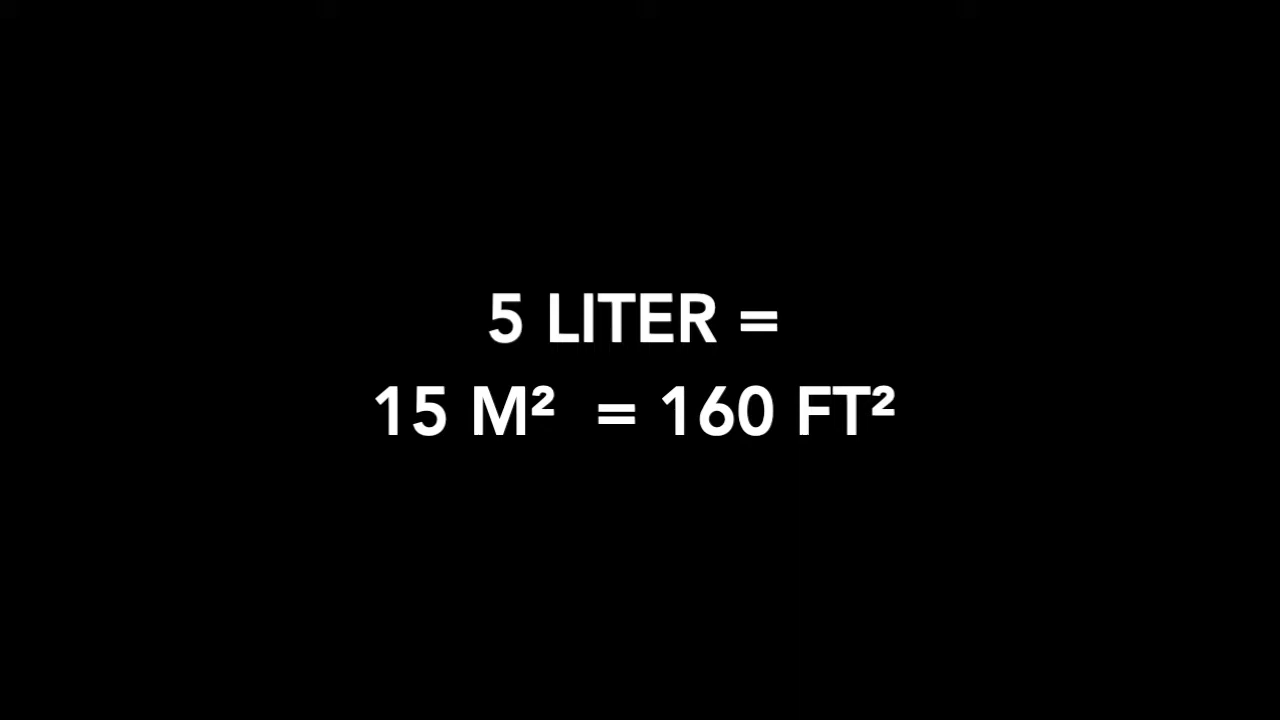 5 LITER =
15 M² = 160 FT²